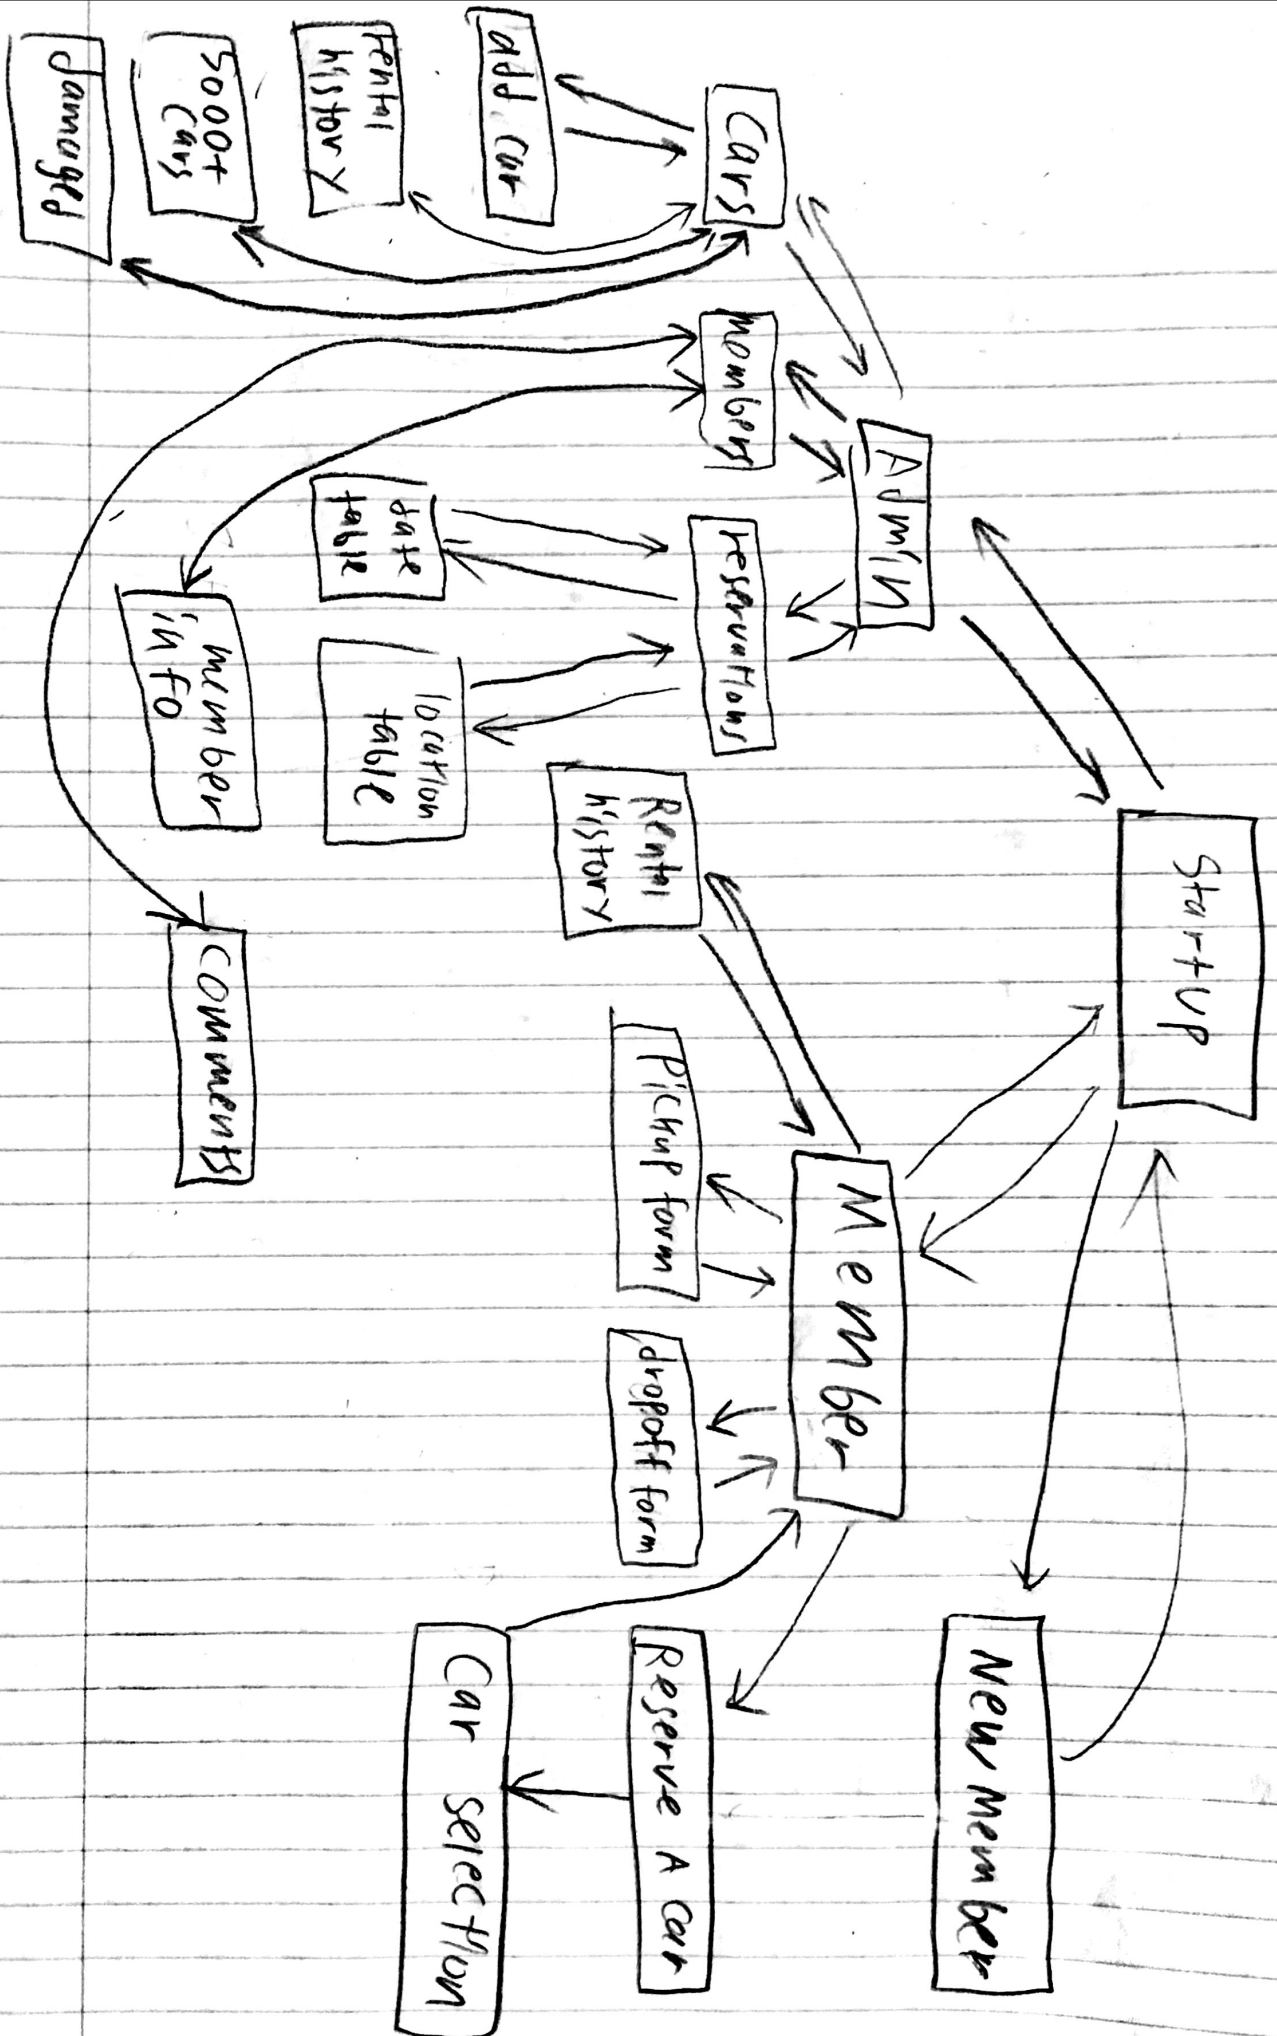 Startup
Admin
Member
New Member
Cars
members
reservations
Rental
history
Pickup form
dropoff form
Reserve A car
Car selection
add car
rental
history
5000+
cars
damaged
date
table
location
table
member
info
comments